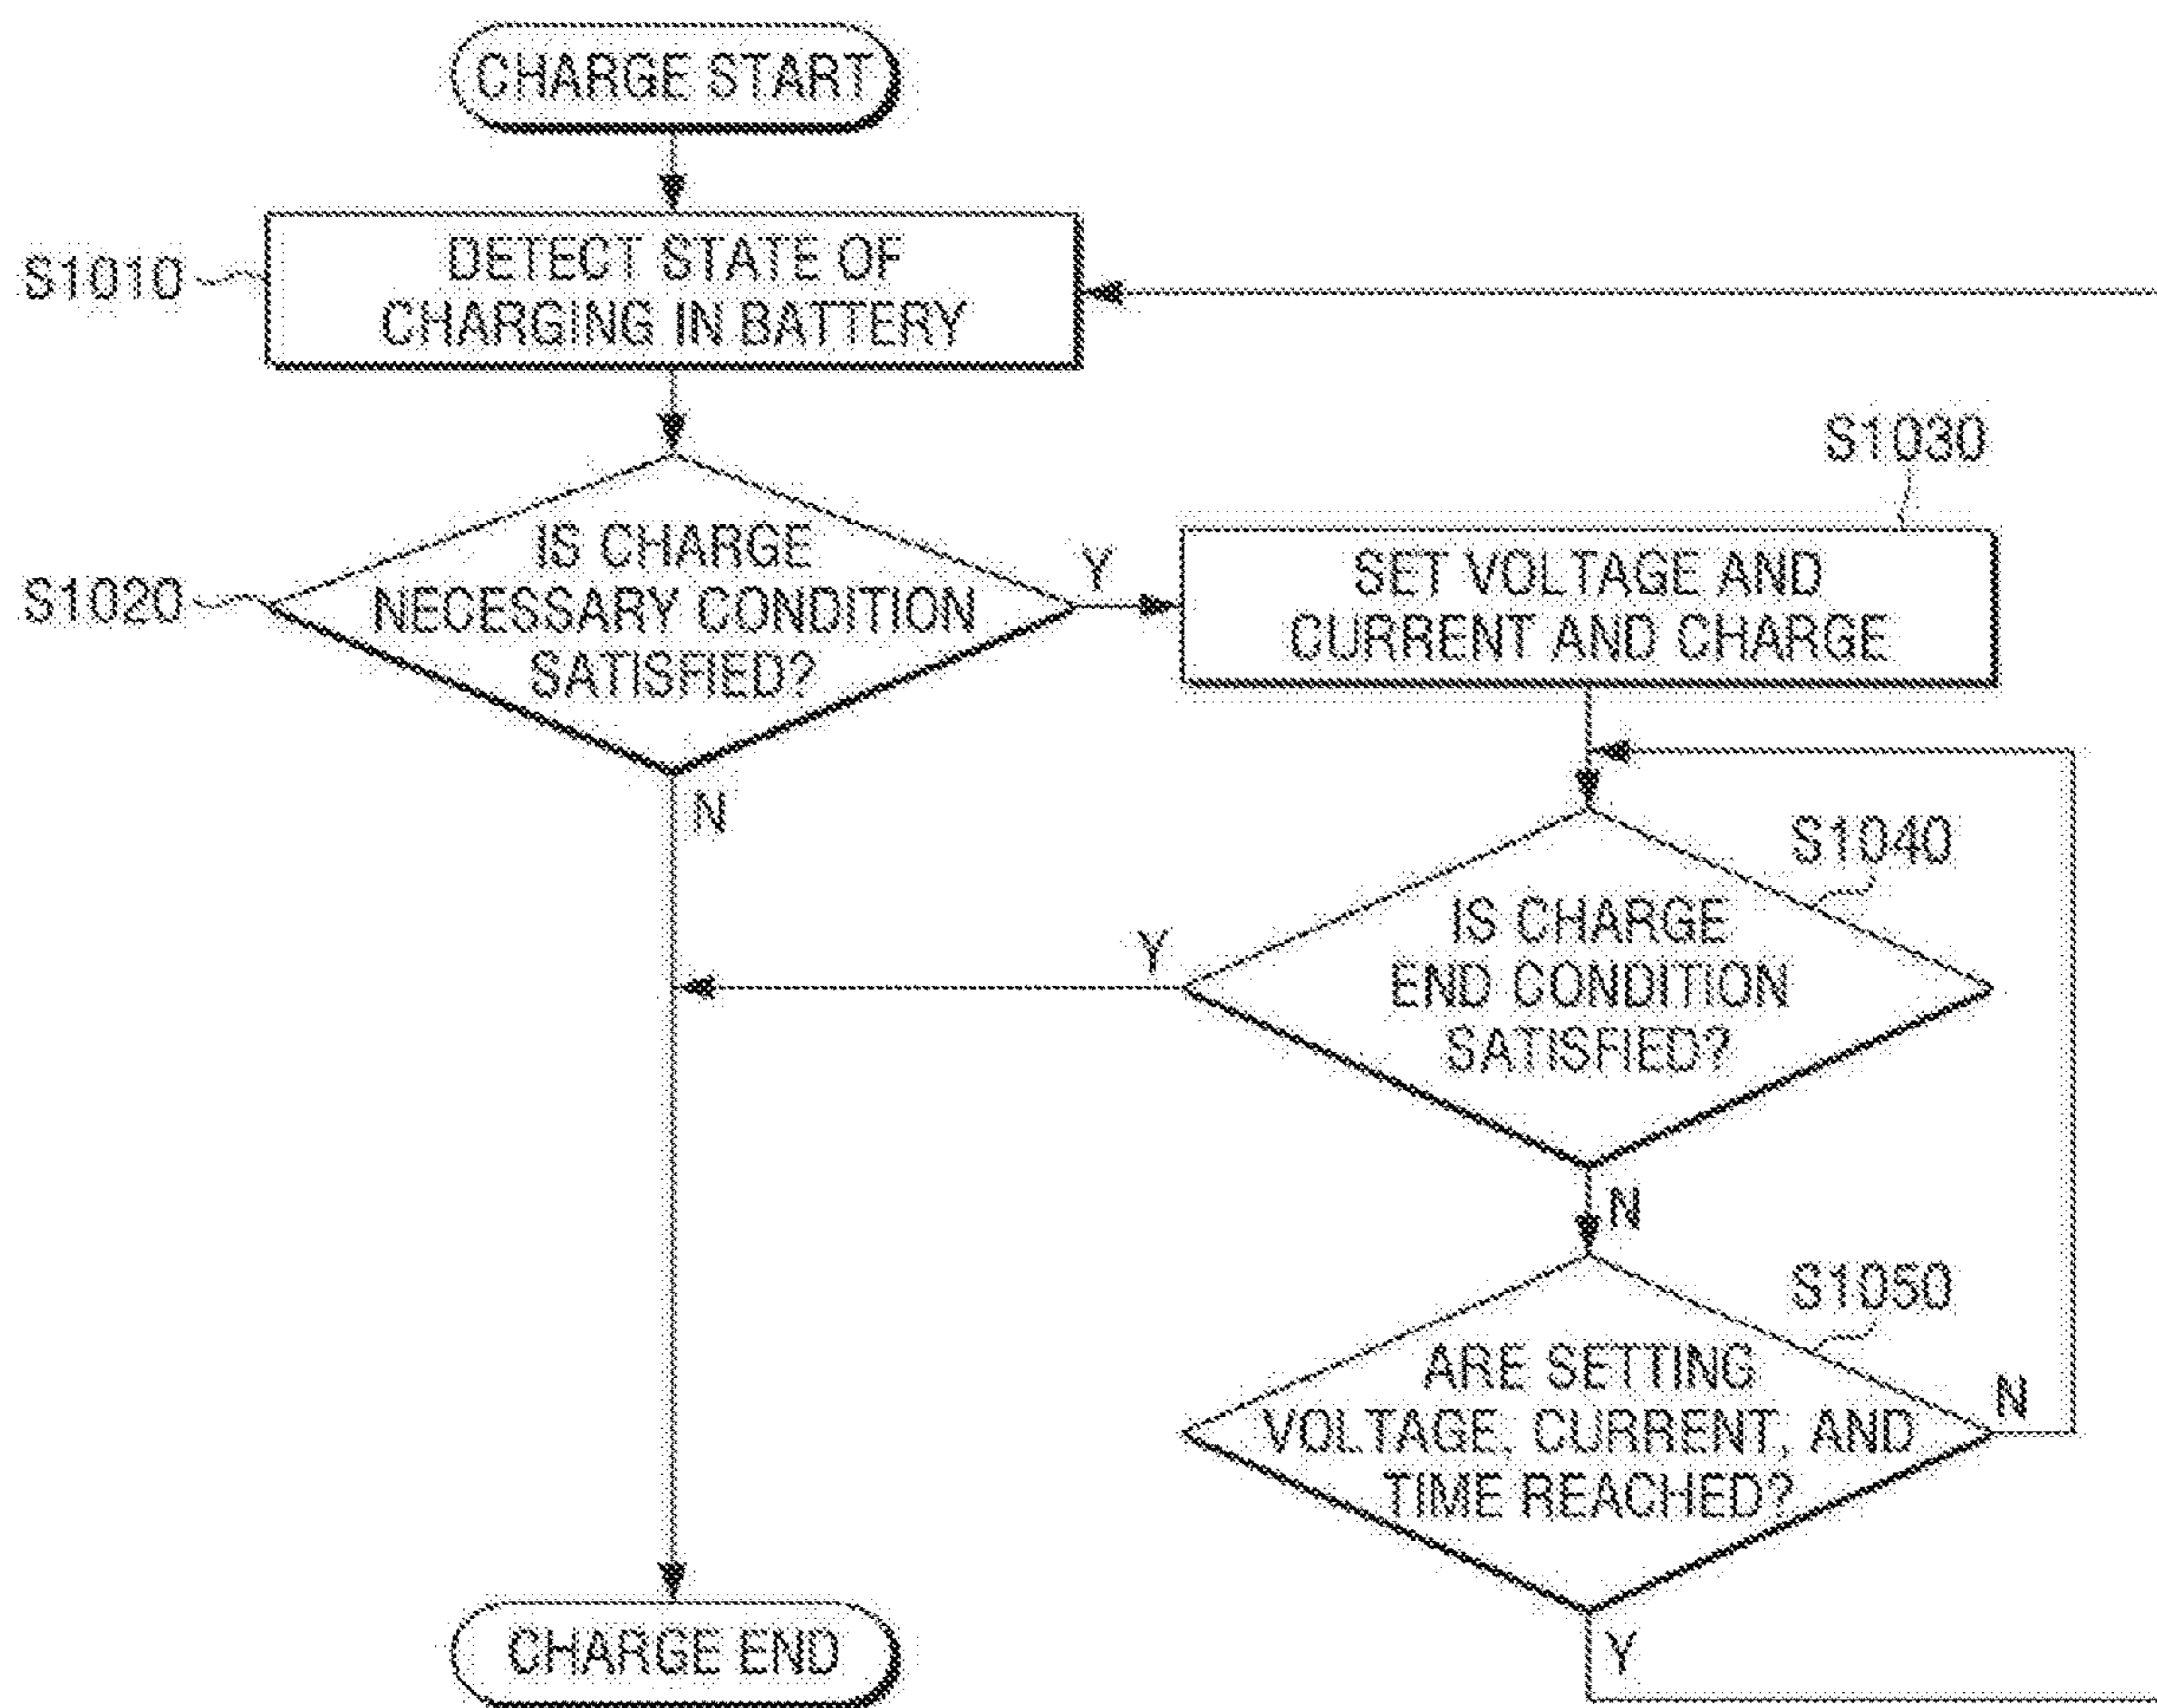 CHARGE START
S1010
DETECT STATE OF
CHARGING IN BATTERY
S1020
IS CHARGE
NECESSARY CONDITION
SATISFIED?
Y
N
S1030
SET VOLTAGE AND
CURRENT AND CHARGE
S1040
IS CHARGE
END CONDITION
SATISFIED?
Y
N
S1050
ARE SETTING
VOLTAGE, CURRENT, AND
TIME REACHED?
N
Y
CHARGE END